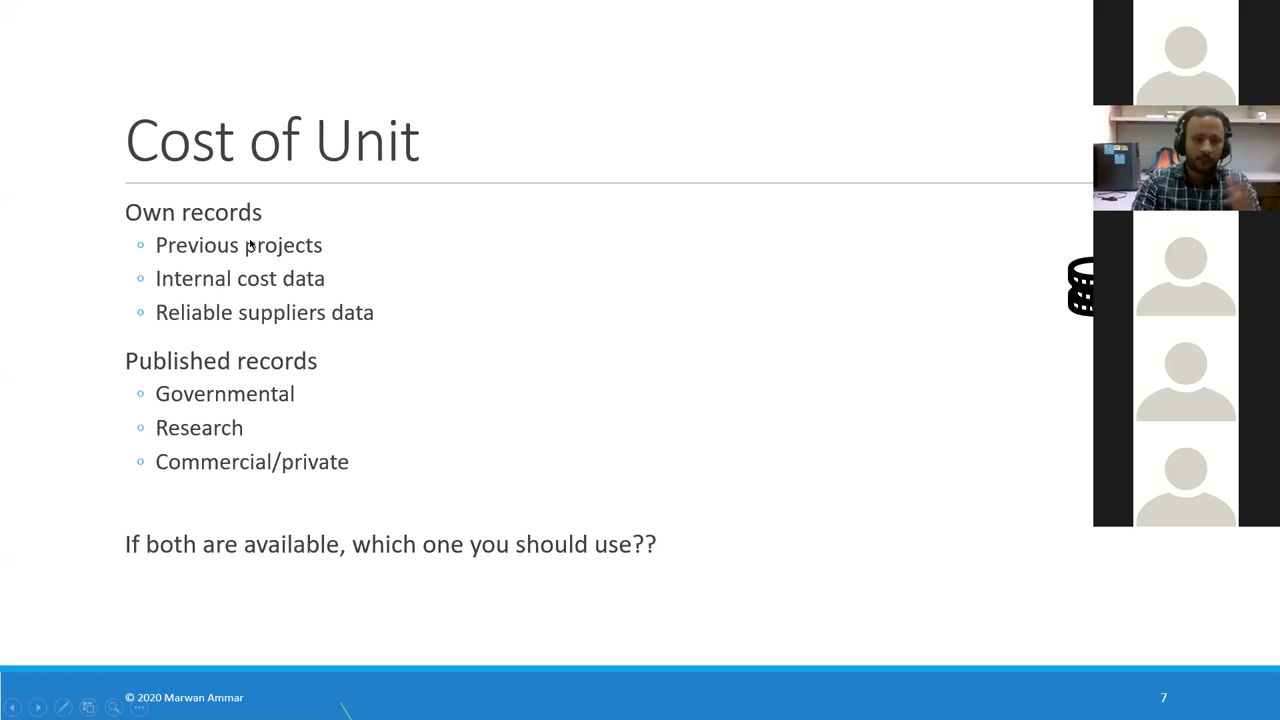 Cost of Unit
Own records
Previous projects
Internal cost data
Reliable suppliers data
Published records
Governmental
Research
Commercial/private
If both are available, which one you should use??
© 2020 Marwan Ammar
7